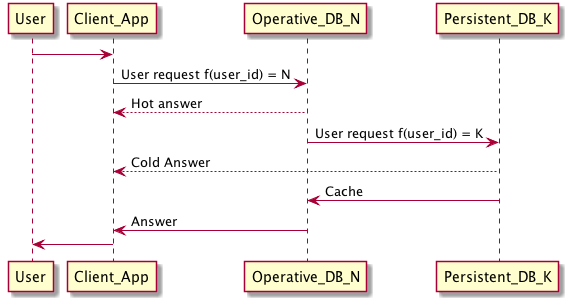 User
Client_App
Operative_DB_N
Persistent_DB_K
User request f(user_id) = N
Hot answer
User request f(user_id) = K
Cold Answer
Cache
Answer
User
Client_App
Operative_DB_N
Persistent_DB_K